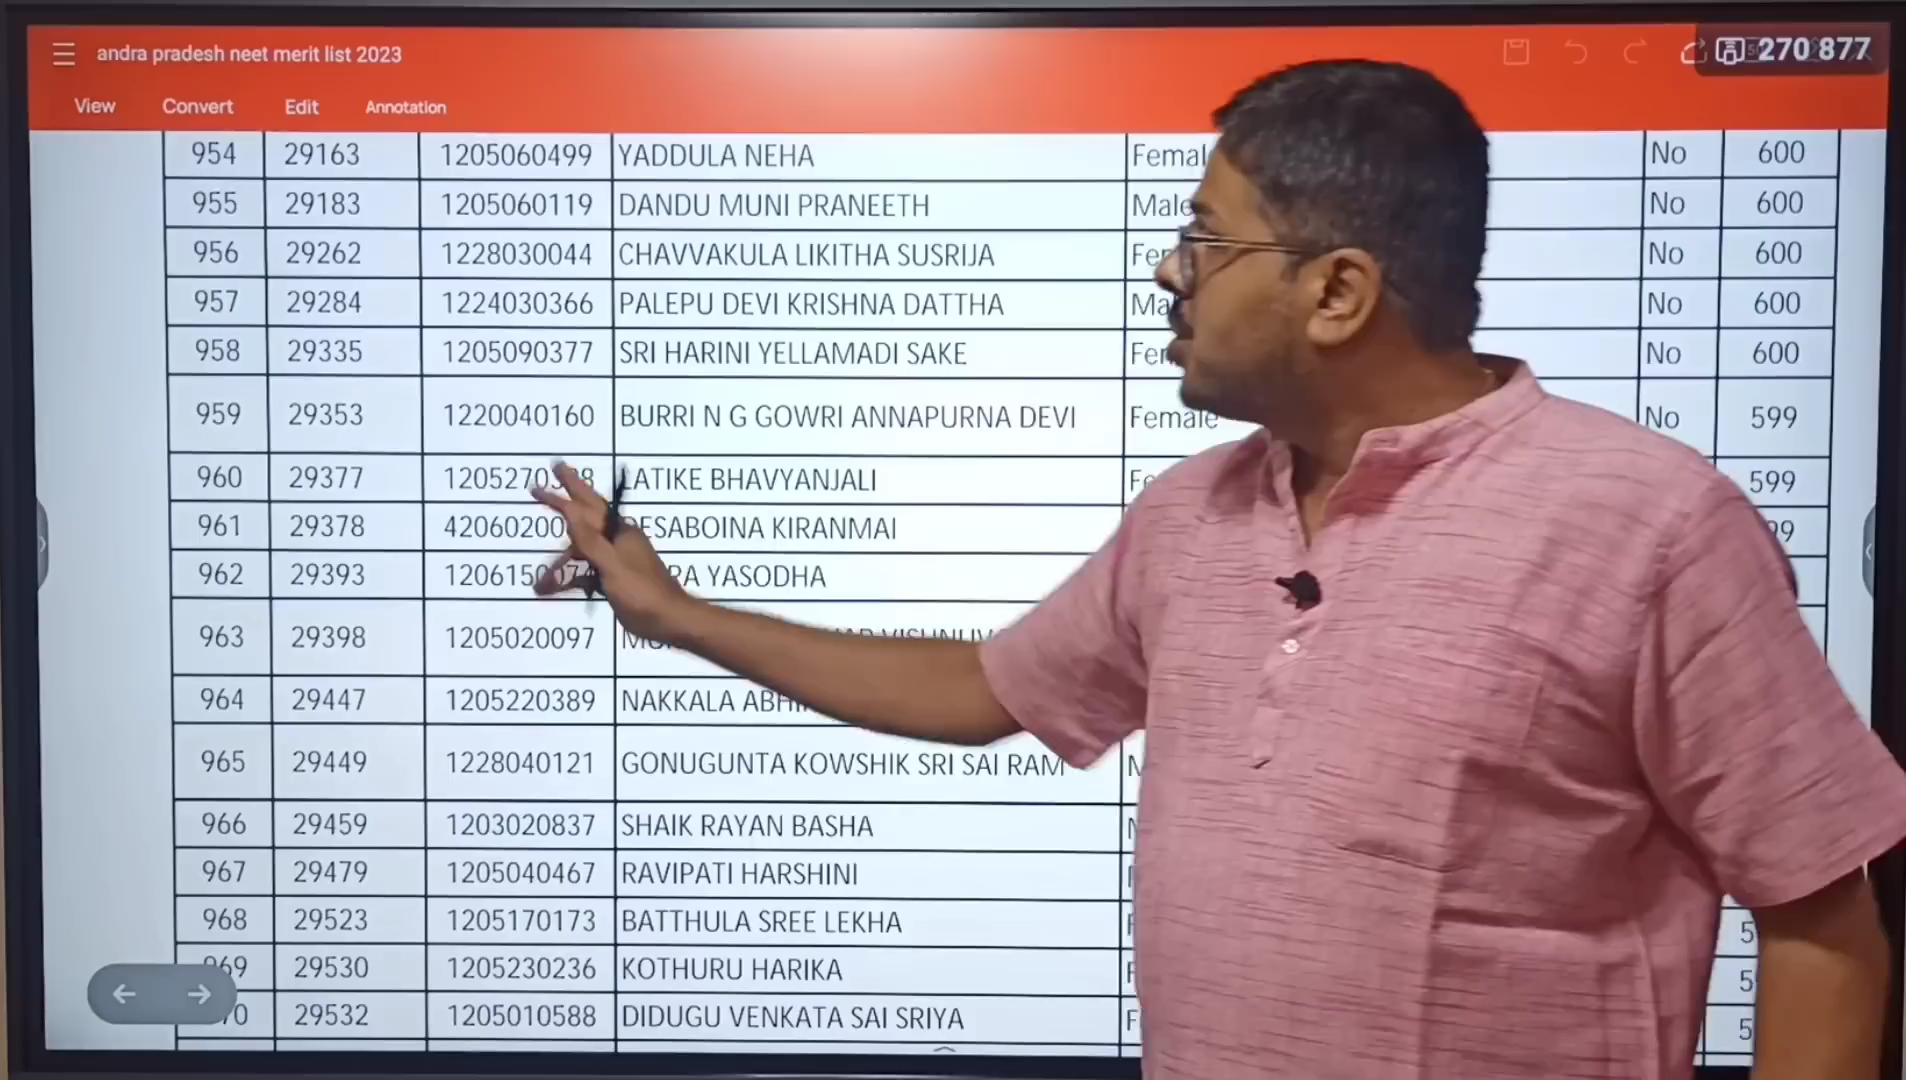 andra pradesh neet merit list 2023
270 877
View Convert Edit Annotation
954 29163 1205060499 YADDULA NEHA No 600
955 29183 1205060119 DANDU MUNI PRANEETH Male No 600
956 29262 1228030044 CHAVVAKULA LIKITHA SUSRIJA No 600
957 29284 1224030366 PALEPU DEVI KRISHNA DATTHA No 600
958 29335 1205090377 SRI HARINI YELLAMADI SAKE No 600
959 29353 1220040160 BURRI N G GOWRI ANNAPURNA DEVI Female No 599
960 29377 LATIKE BHAVYANJALI 599
961 29378 KIRANMAI
962 29393 YASODHA
963 29398 1205020097
964 29447 1205220389 NAKKALA
965 29449 1228040121 GONUGUNTA KOWSHIK SRI SAI RAM
966 29459 1203020837 SHAIK RAYAN BASHA
967 29479 1205040467 RAVIPATI HARSHINI
968 29523 1205170173 BATTHULA SREE LEKHA
29530 1205230236 KOTHURU HARIKA
29532 1205010588 DIDUGU VENKATA SAI SRIYA